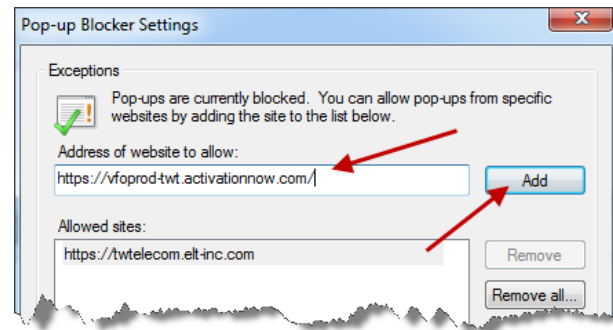 Pop-up Blocker Settings
Exceptions
Pop-ups are currently blocked. You can allow pop-ups from specific
websites by adding the site to the list below.
Address of website to allow:
https://vfoprod-twt.activationnow.com/
Add
Allowed sites:
https://twtelecom.elt-inc.com
Remove
Remove all...